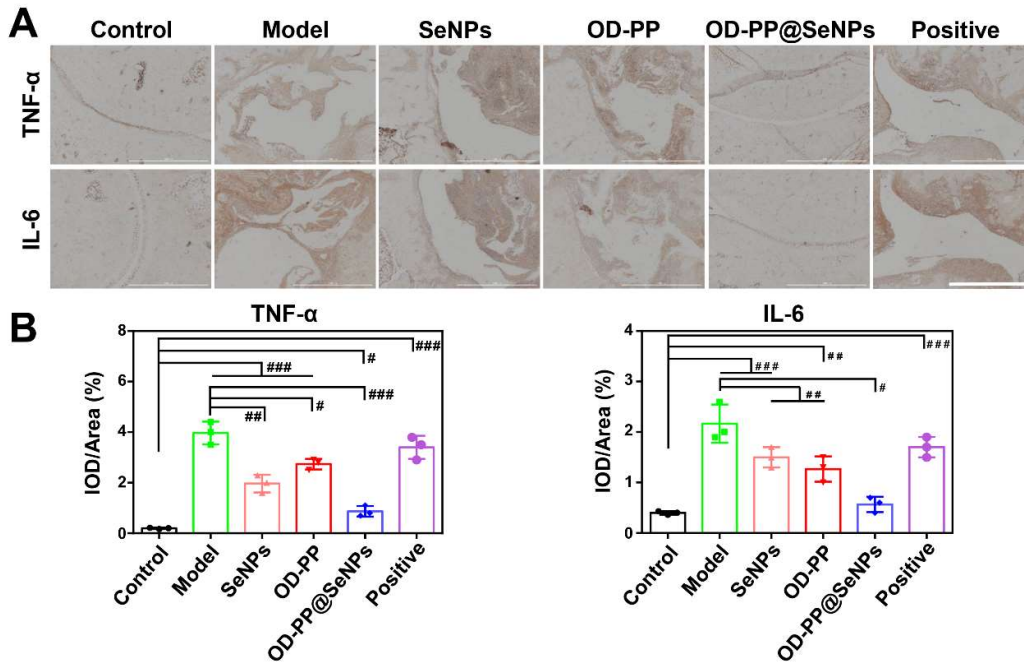 A
Control Model SeNPs OD-PP OD-PP@SeNPs Positive
TNF-α
IL-6
B
TNF-α
IOD/Area (%)
8
6
4
2
0
###
#
###
###
#
##
Control Model SeNPs OD-PP OD-PP@SeNPs Positive
IL-6
IOD/Area (%)
4
3
2
1
0
###
##
###
#
##
Control Model SeNPs OD-PP OD-PP@SeNPs Positive